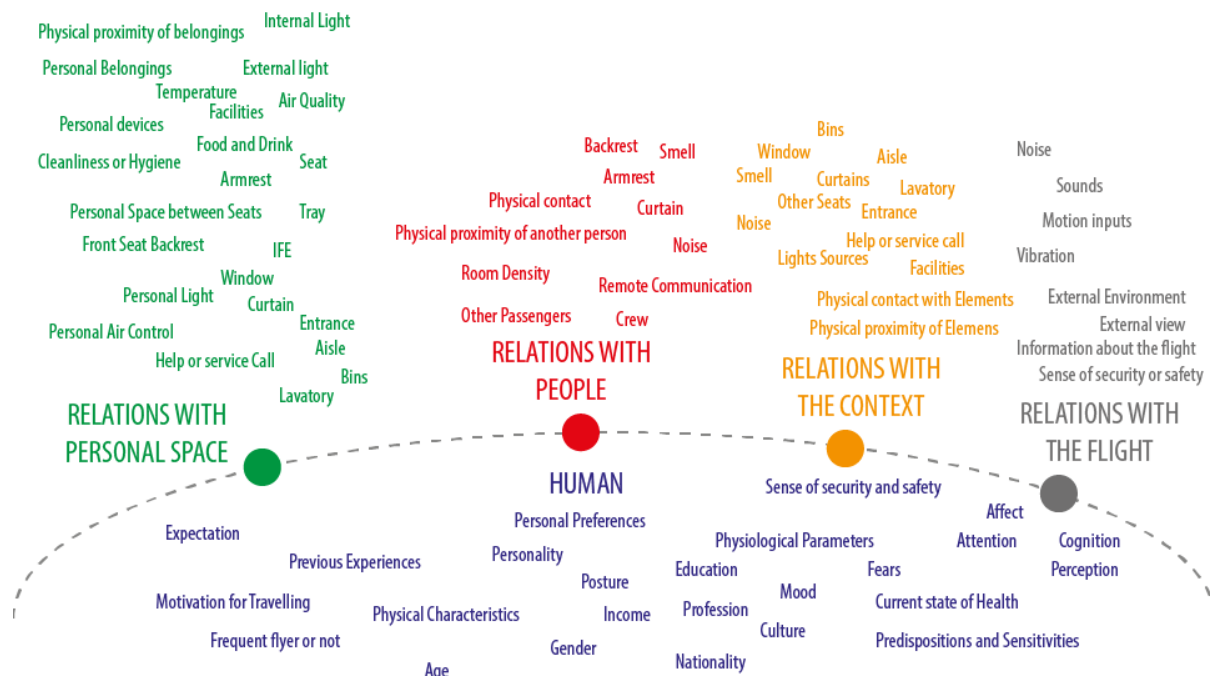 Physical proximity of belongings
Internal Light
Personal Belongings
External light
Temperature
Facilities
Air Quality
Personal devices
Food and Drink
Cleanliness or Hygiene
Seat
Armrest
Personal Space between Seats
Tray
Front Seat Backrest
IFE
Window
Personal Light
Curtain
Personal Air Control
Entrance
Help or service Call
Aisle
Bins
Lavatory
RELATIONS WITH
PERSONAL SPACE
Backrest
Smell
Armrest
Physical contact
Curtain
Physical proximity of another person
Noise
Room Density
Remote Communication
Other Passengers
Crew
RELATIONS WITH
PEOPLE
Bins
Window
Aisle
Smell
Curtains
Lavatory
Other Seats
Entrance
Noise
Help or service call
Lights Sources
Facilities
Physical contact with Elements
Physical proximity of Elemens
RELATIONS WITH
THE CONTEXT
Noise
Sounds
Motion inputs
Vibration
External Environment
External view
Information about the flight
Sense of security or safety
RELATIONS WITH
THE FLIGHT
HUMAN
Sense of security and safety
Affect
Personal Preferences
Expectation
Physiological Parameters
Attention
Cognition
Previous Experiences
Personality
Education
Fears
Perception
Posture
Mood
Motivation for Travelling
Physical Characteristics
Income
Profession
Current state of Health
Culture
Frequent flyer or not
Gender
Predispositions and Sensitivities
Age
Nationality